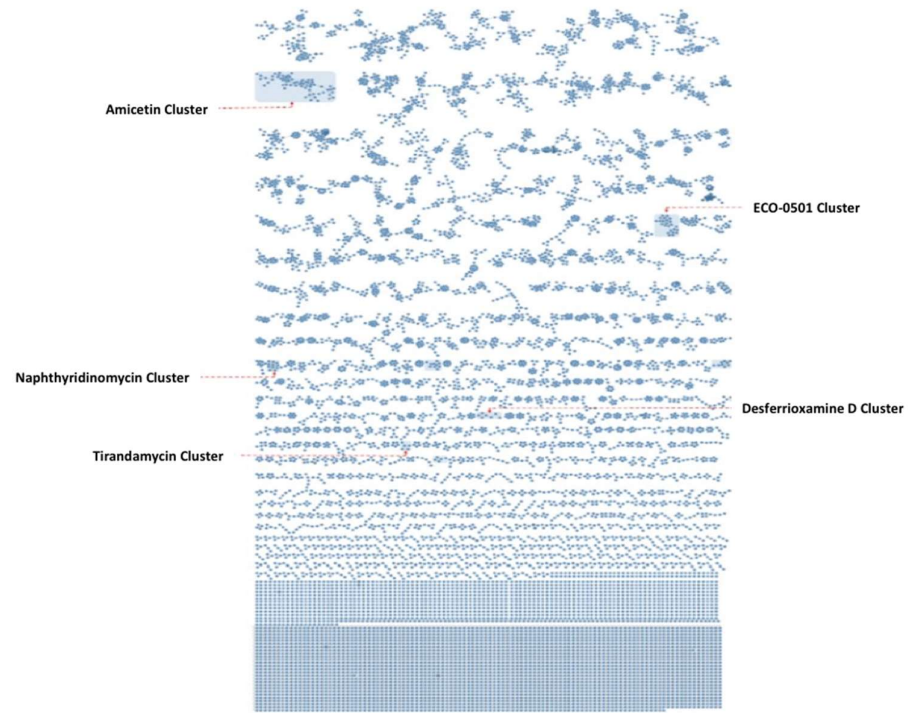 Amicetin Cluster
ECO-0501 Cluster
Naphthyridinomycin Cluster
Desferrioxamine D Cluster
Tirandamycin Cluster